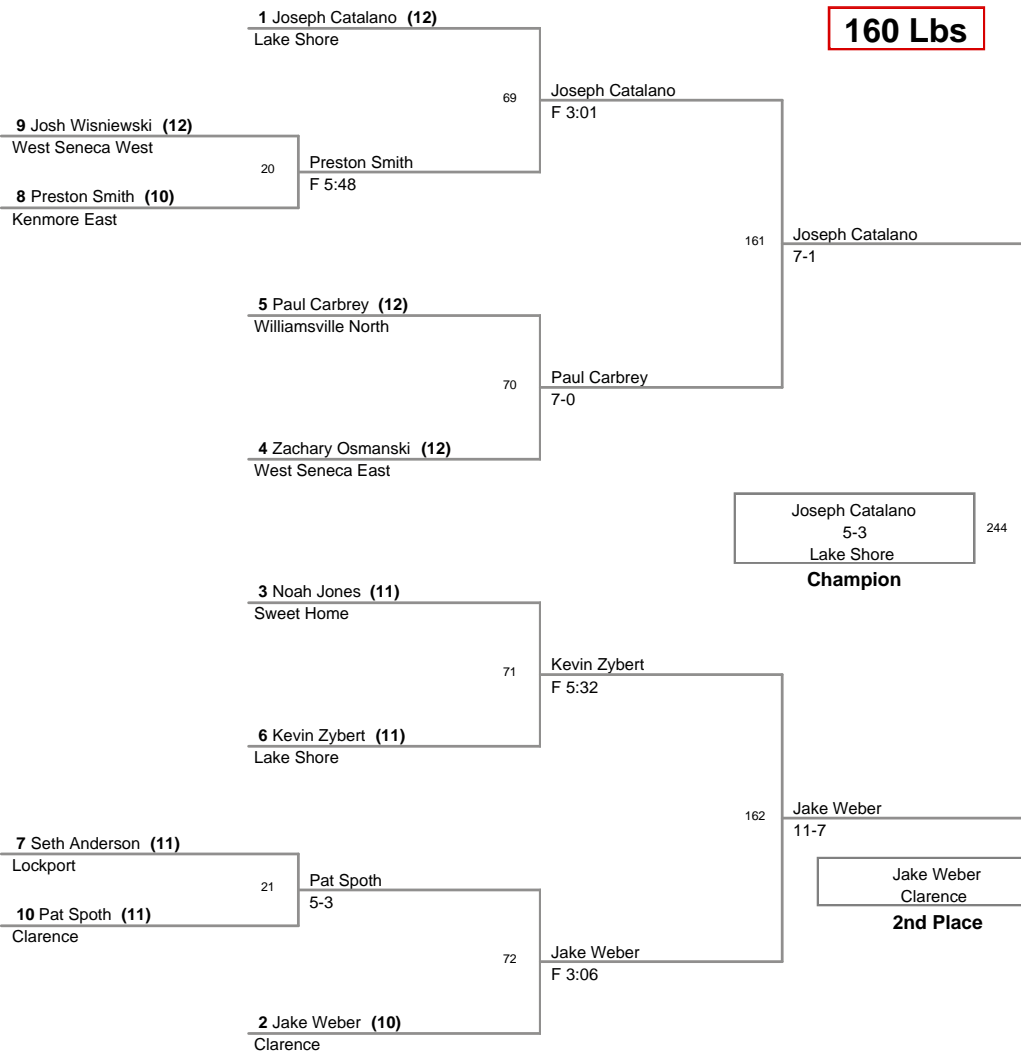 160 Lbs
1 Joseph Catalano (12)
Lake Shore
69
Joseph Catalano
F 3:01
9 Josh Wisniewski (12)
West Seneca West
20
Preston Smith
F 5:48
8 Preston Smith (10)
Kenmore East
161
Joseph Catalano
7-1
5 Paul Carbrey (12)
Williamsville North
70
Paul Carbrey
7-0
4 Zachary Osmanski (12)
West Seneca East
Joseph Catalano
5-3
Lake Shore
244
Champion
3 Noah Jones (11)
Sweet Home
71
Kevin Zybert
F 5:32
6 Kevin Zybert (11)
Lake Shore
162
Jake Weber
11-7
7 Seth Anderson (11)
Lockport
21
Pat Spoth
5-3
10 Pat Spoth (11)
Clarence
Jake Weber
Clarence
2nd Place
72
Jake Weber
F 3:06
2 Jake Weber (10)
Clarence